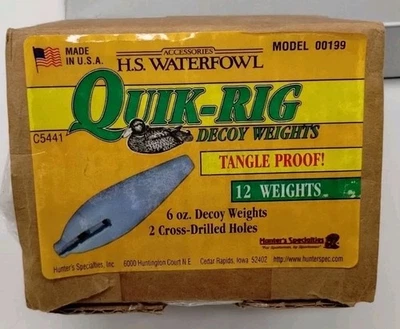 MADE
IN U.S.A.
ACCESSORIES
H.S. WATERFOWL
MODEL 00199
QUIK-RIG
DECOY WEIGHTS
C5441
TANGLE PROOF!
12 WEIGHTS
6 oz. Decoy Weights
2 Cross-Drilled Holes
Hunter's Specialties
Hunter's Specialties, Inc. 6000 Huntington Court N.E. Cedar Rapids, Iowa 52402 http://www.hunterspec.com